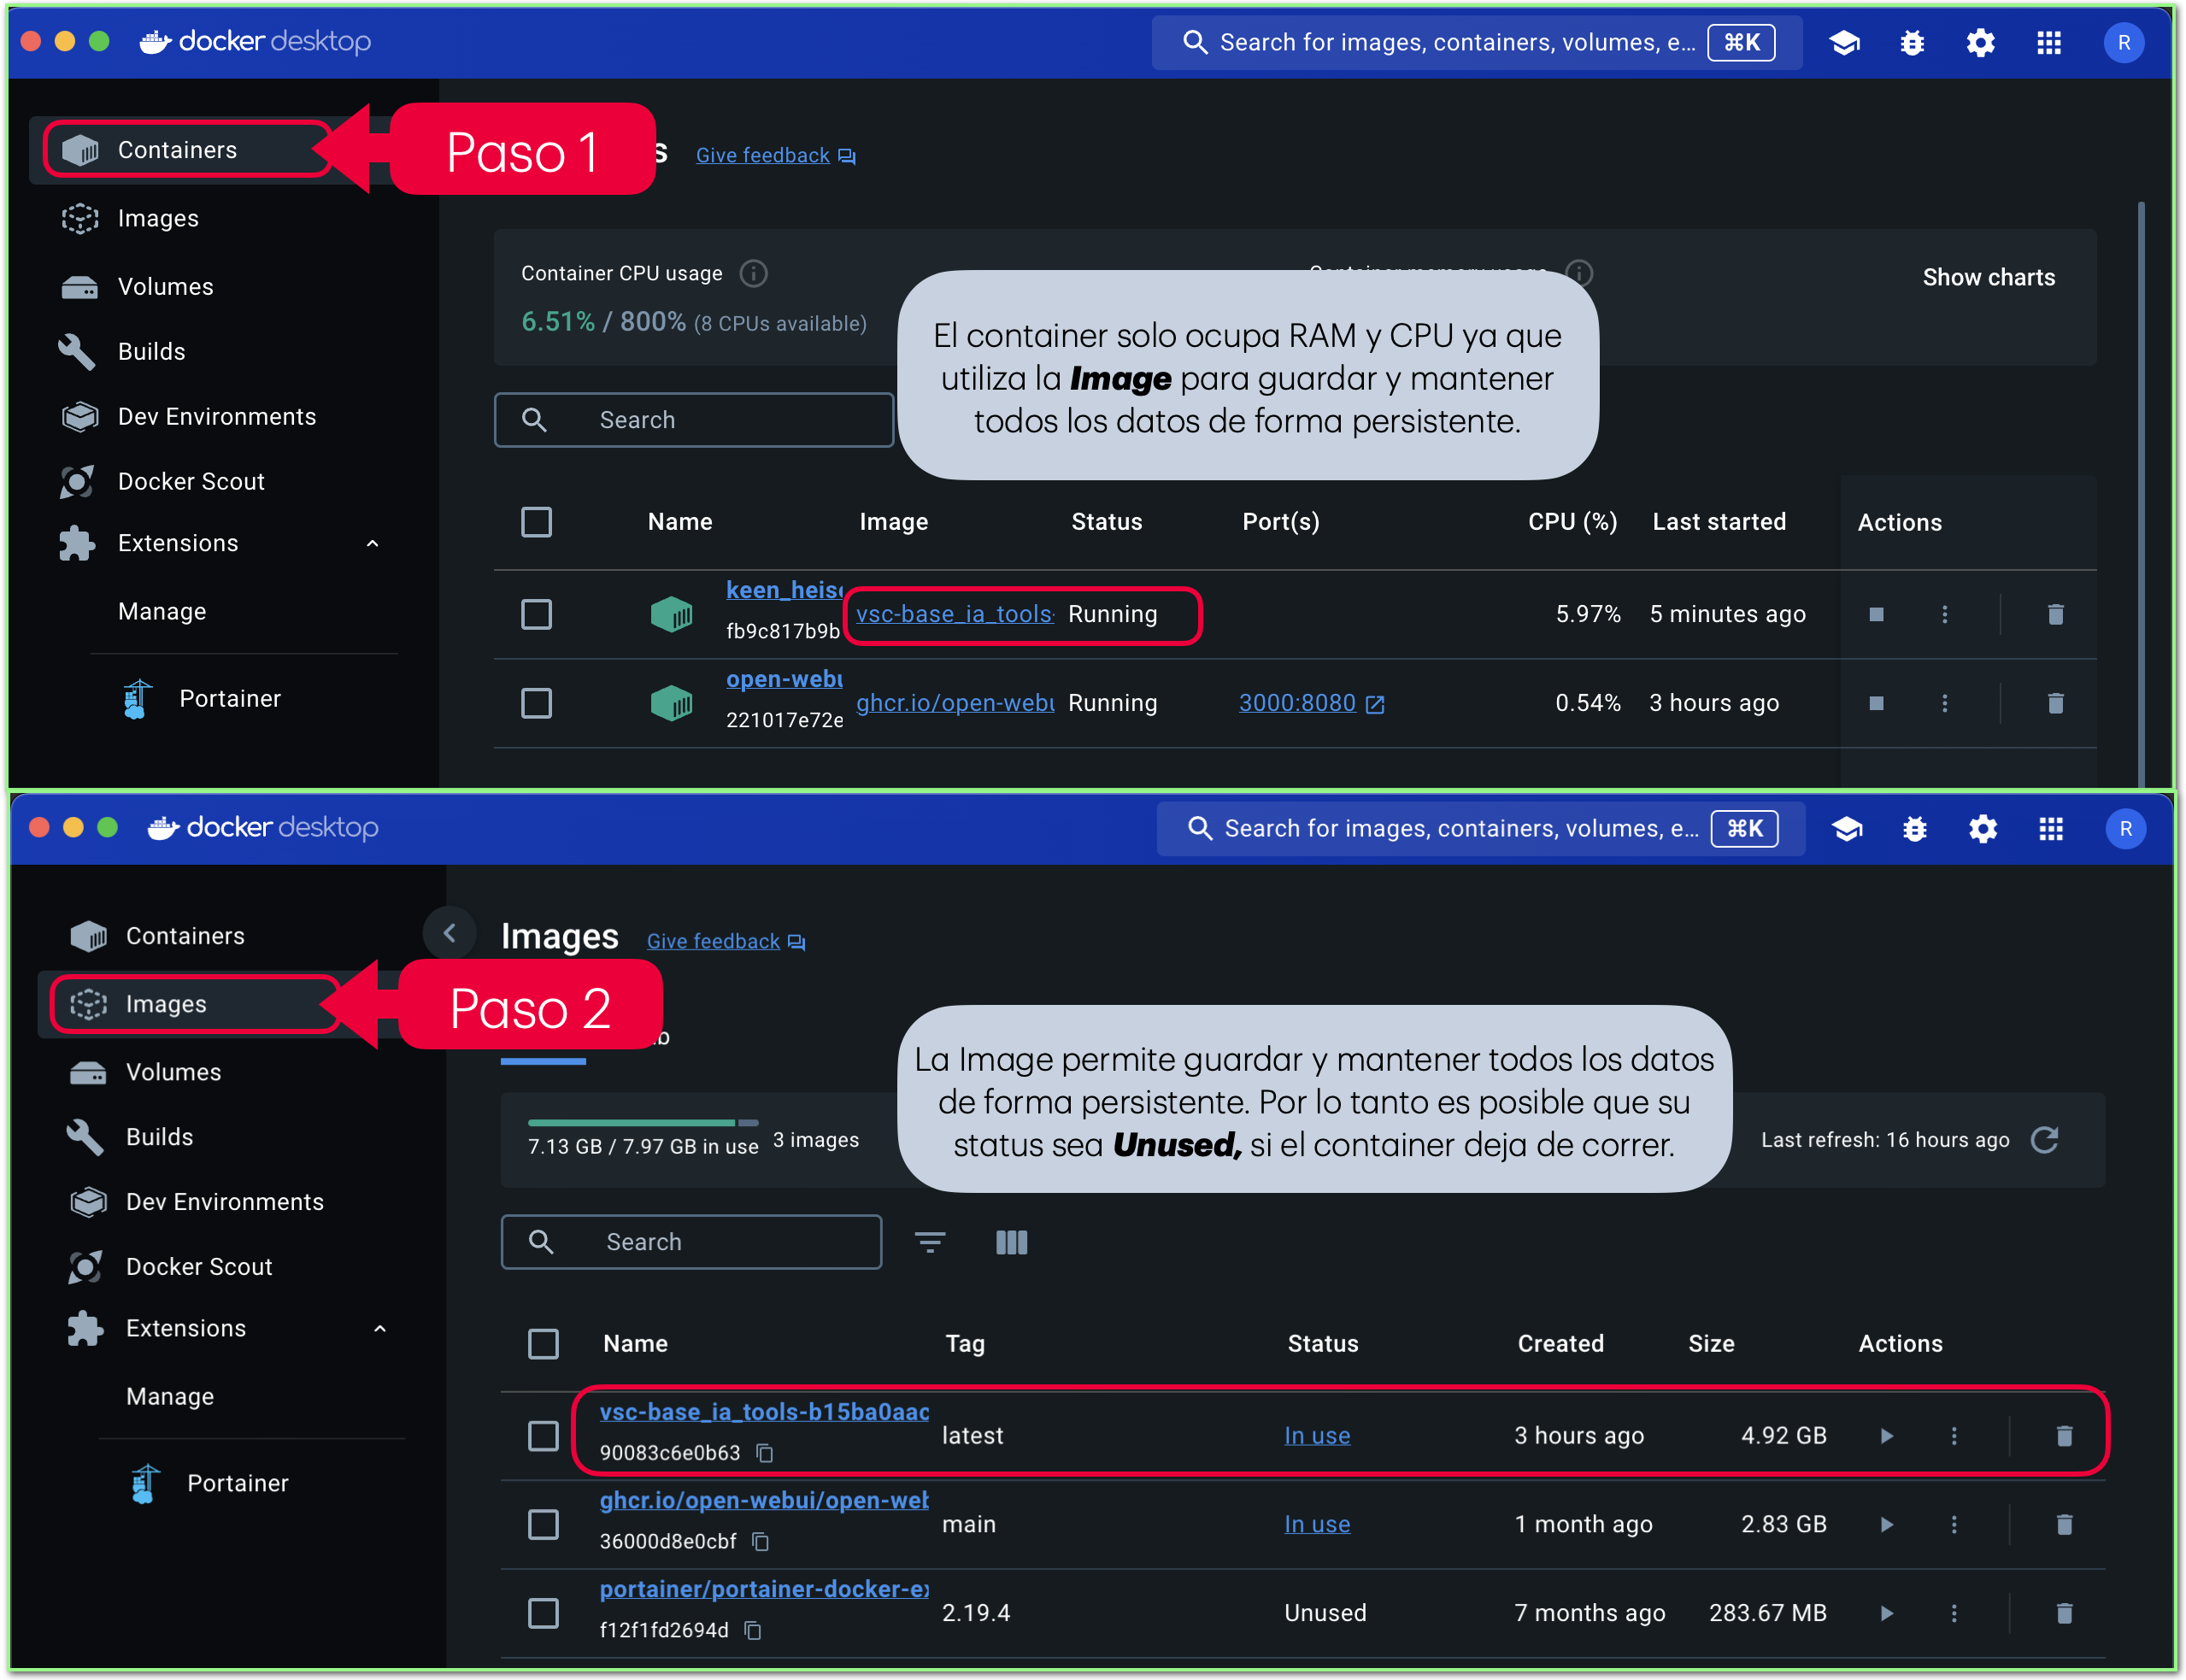 docker desktop
Search for images, containers, volumes, e... ⌘K
R
Containers
Paso 1
s
Give feedback
Images
Volumes
Builds
Dev Environments
Docker Scout
Extensions
Manage
Portainer
Container CPU usage
6.51% / 800% (8 CPUs available)
Show charts
El container solo ocupa RAM y CPU ya que
utiliza la Image para guardar y mantener
todos los datos de forma persistente.
Search
Name Image Status Port(s) CPU (%) Last started Actions
keen_heis
fb9c817b9b
vsc-base_ia_tools- Running 5.97% 5 minutes ago
open-webu
221017e72e
ghcr.io/open-webu Running 3000:8080 0.54% 3 hours ago
docker desktop
Search for images, containers, volumes, e... ⌘K
R
Containers
Images
Paso 2
Volumes
Builds
Dev Environments
Docker Scout
Extensions
Manage
Portainer
Images
Give feedback
b
La Image permite guardar y mantener todos los datos
de forma persistente. Por lo tanto es posible que su
status sea Unused, si el container deja de correr.
7.13 GB / 7.97 GB in use 3 images
Last refresh: 16 hours ago
Search
Name Tag Status Created Size Actions
vsc-base_ia_tools-b15ba0aac
90083c6e0b63
latest In use 3 hours ago 4.92 GB
ghcr.io/open-webui/open-web
36000d8e0cbf
main In use 1 month ago 2.83 GB
portainer/portainer-docker-ex
f12f1fd2694d
2.19.4 Unused 7 months ago 283.67 MB